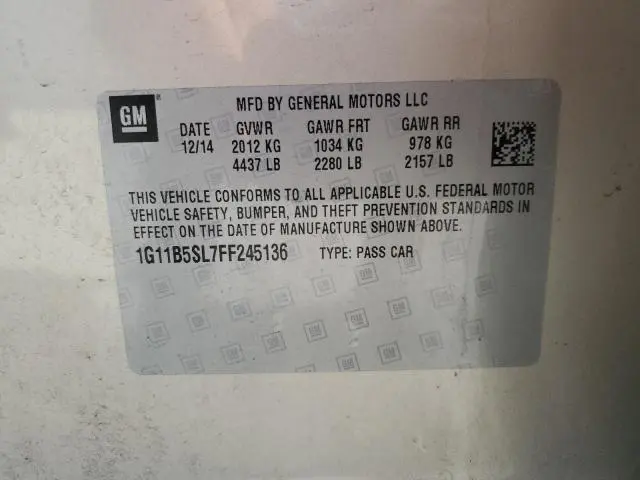 GM
MFD BY GENERAL MOTORS LLC
DATE GVWR GAWR FRT GAWR RR
12/14 2012 KG 1034 KG 978 KG
4437 LB 2280 LB 2157 LB
THIS VEHICLE CONFORMS TO ALL APPLICABLE U.S. FEDERAL MOTOR
VEHICLE SAFETY, BUMPER, AND THEFT PREVENTION STANDARDS IN
EFFECT ON THE DATE OF MANUFACTURE SHOWN ABOVE.
1G11B5SL7FF245136 TYPE: PASS CAR